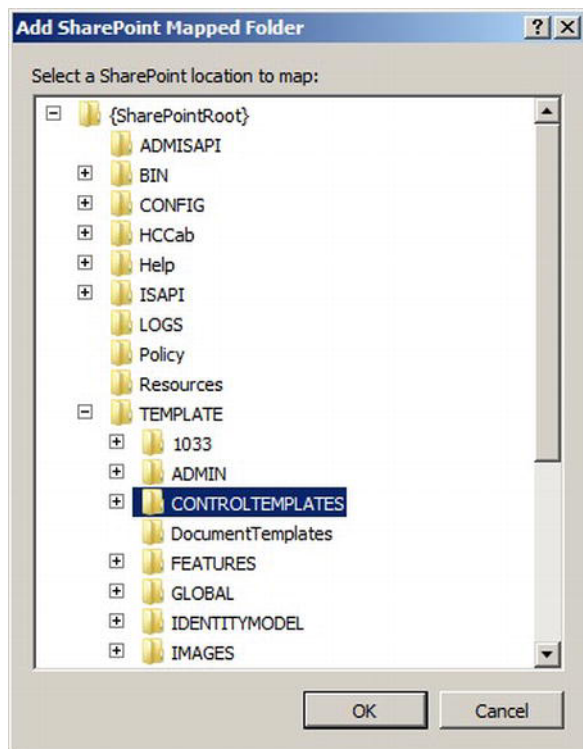 Add SharePoint Mapped Folder
Select a SharePoint location to map:
{SharePointRoot}
ADMISAPI
BIN
CONFIG
HCCab
Help
ISAPI
LOGS
Policy
Resources
TEMPLATE
1033
ADMIN
CONTROLTEMPLATES
DocumentTemplates
FEATURES
GLOBAL
IDENTITYMODEL
IMAGES
OK Cancel